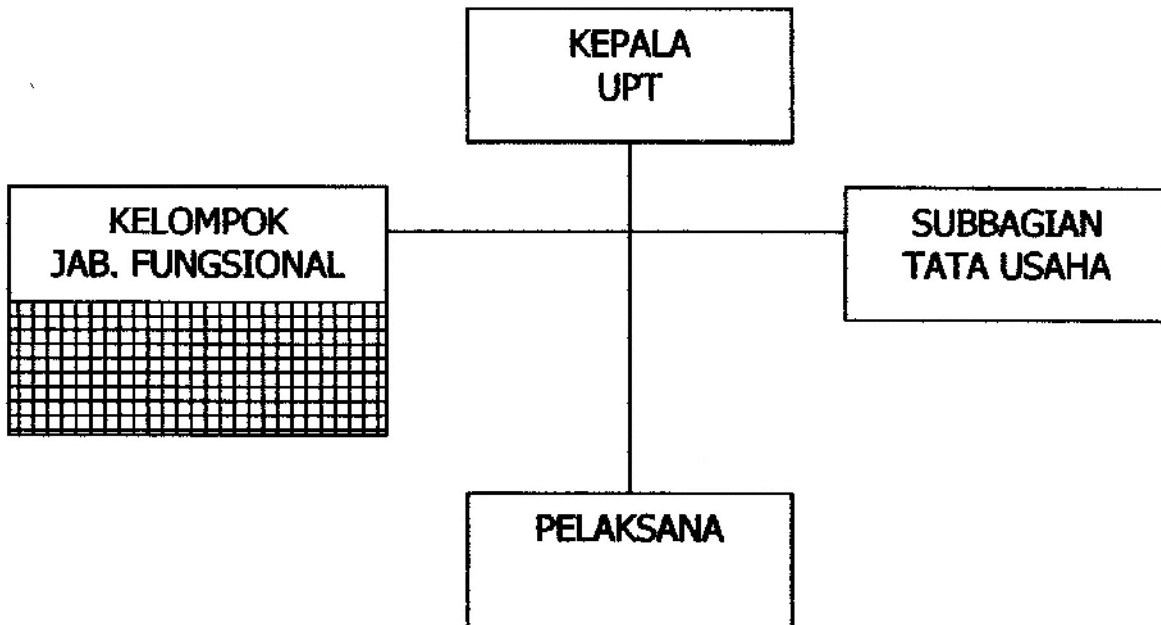 KEPALA
UPT
KELOMPOK
JAB. FUNGSIONAL
SUBBAGIAN
TATA USAHA
PELAKSANA